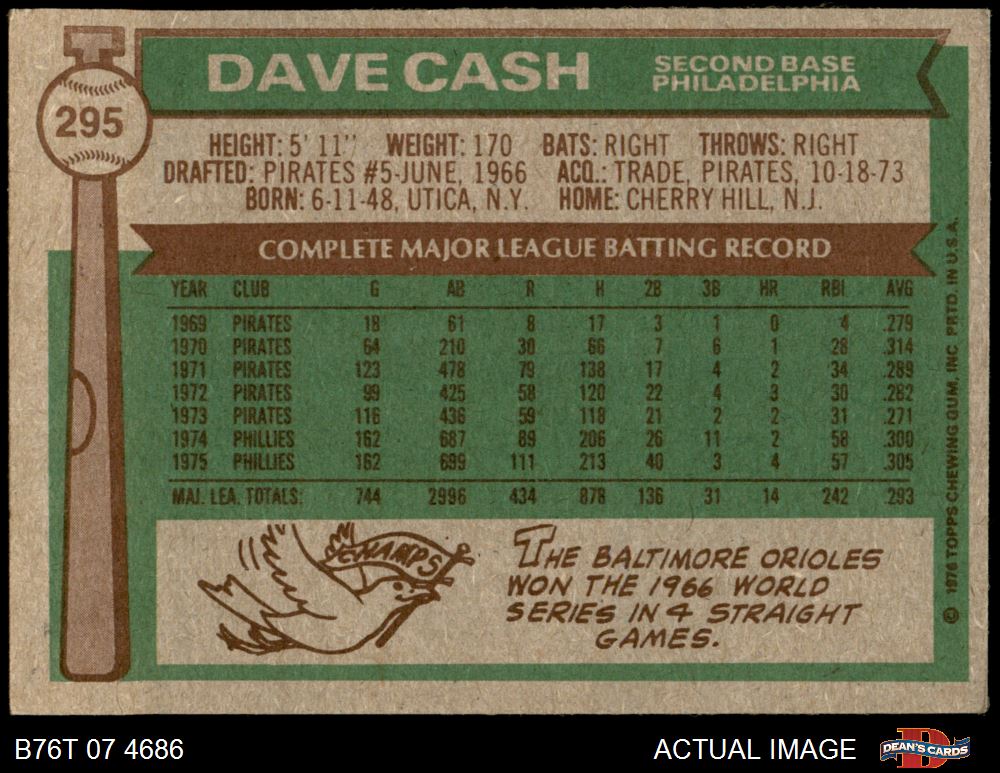 295
DAVE CASH
SECOND BASE
PHILADELPHIA
HEIGHT: 5' 11" WEIGHT: 170 BATS: RIGHT THROWS: RIGHT
DRAFTED: PIRATES #5-JUNE, 1966 ACQ.: TRADE, PIRATES, 10-18-73
BORN: 6-11-48, UTICA, N.Y. HOME: CHERRY HILL, N.J.
COMPLETE MAJOR LEAGUE BATTING RECORD
YEAR CLUB G AB R H 2B 3B HR RBI AVG
1969 PIRATES 18 61 8 17 3 1 0 4 .279
1970 PIRATES 64 210 30 66 7 6 1 28 .314
1971 PIRATES 123 478 79 138 17 4 2 34 .289
1972 PIRATES 99 425 58 120 22 4 3 30 .282
1973 PIRATES 116 436 59 118 21 2 2 31 .271
1974 PHILLIES 162 687 89 206 26 11 2 58 .300
1975 PHILLIES 162 699 111 213 40 3 4 57 .305
MAJ. LEA. TOTALS: 744 2996 434 878 136 31 14 242 .293
CHAMPS
THE BALTIMORE ORIOLES
WON THE 1966 WORLD
SERIES IN 4 STRAIGHT
GAMES.
© 1976 TOPPS CHEWING GUM, INC PRTD. IN U.S.A.
B76T 07 4686
ACTUAL IMAGE
D
DEAN'S CARDS